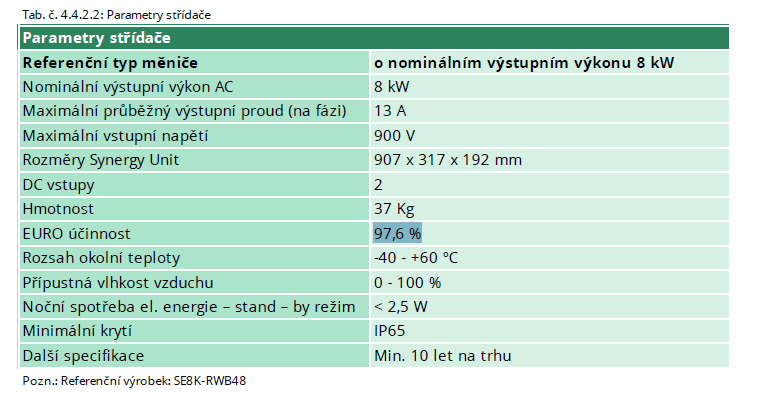 Tab. č. 4.4.2.2: Parametry střídače
Parametry střídače
Referenční typ měniče o nominálním výstupním výkonu 8 kW
Nominální výstupní výkon AC 8 kW
Maximální průběžný výstupní proud (na fázi) 13 A
Maximální vstupní napětí 900 V
Rozměry Synergy Unit 907 x 317 x 192 mm
DC vstupy 2
Hmotnost 37 Kg
EURO účinnost 97,6 %
Rozsah okolní teploty -40 - +60 °C
Přípustná vlhkost vzduchu 0 - 100 %
Noční spotřeba el. energie – stand – by režim < 2,5 W
Minimální krytí IP65
Další specifikace Min. 10 let na trhu
Pozn.: Referenční výrobek: SE8K-RWB48